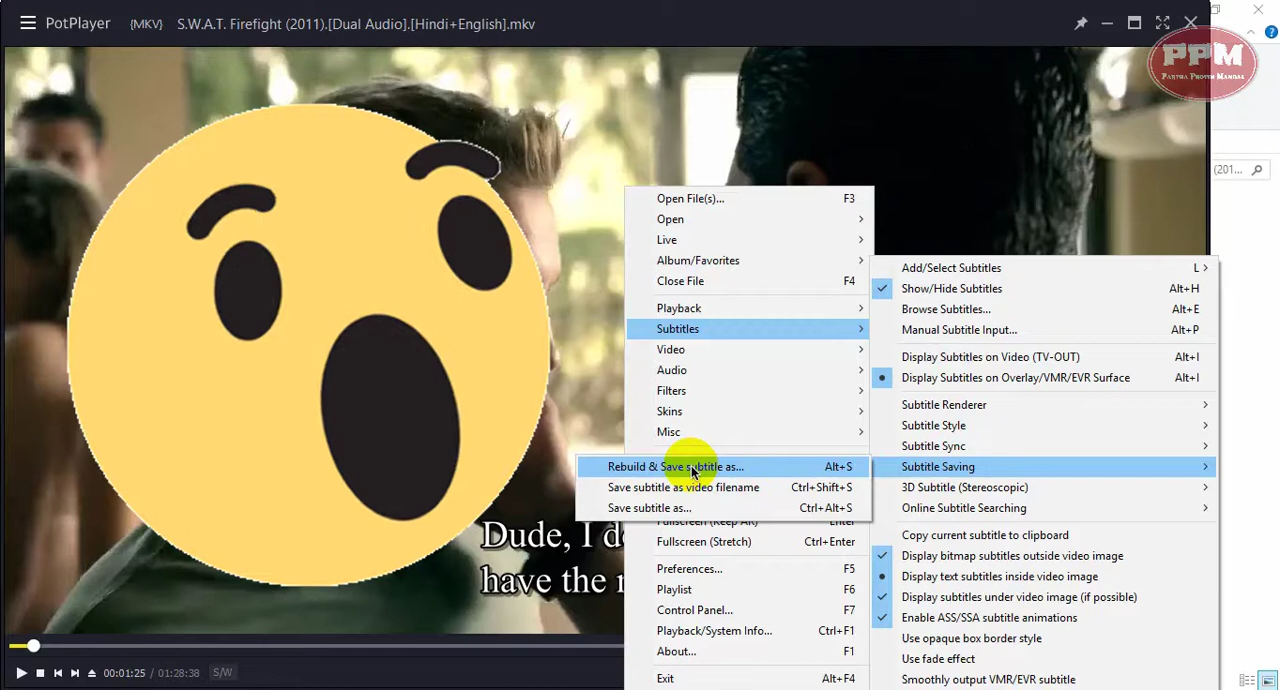 PotPlayer {MKV} S.W.A.T. Firefight (2011).[Dual Audio].[Hindi+English].mkv
PPM
PARTHA PROVEN MANUAL
(201...
Open File(s)... F3
Open
Live
Album/Favorites
Close File F4
Playback
Subtitles
Video
Audio
Filters
Skins
Misc
Add/Select Subtitles L
Show/Hide Subtitles Alt+H
Browse Subtitles... Alt+E
Manual Subtitle Input... Alt+P
Display Subtitles on Video (TV-OUT) Alt+I
Display Subtitles on Overlay/VMR/EVR Surface Alt+I
Subtitle Renderer
Subtitle Style
Subtitle Sync
Subtitle Saving
3D Subtitle (Stereoscopic)
Online Subtitle Searching
Copy current subtitle to clipboard
Display bitmap subtitles outside video image
Display text subtitles inside video image
Display subtitles under video image (if possible)
Enable ASS/SSA subtitle animations
Use opaque box border style
Use fade effect
Smoothly output VMR/EVR subtitle
Rebuild & Save subtitle as... Alt+S
Save subtitle as video filename Ctrl+Shift+S
Save subtitle as... Ctrl+Alt+S
Fullscreen (Keep AR) Enter
Fullscreen (Stretch) Ctrl+Enter
Preferences... F5
Playlist F6
Control Panel... F7
Playback/System Info... Ctrl+F1
About... F1
Exit Alt+F4
Dude, I d
have the
00:01:25 / 01:28:38 S/W